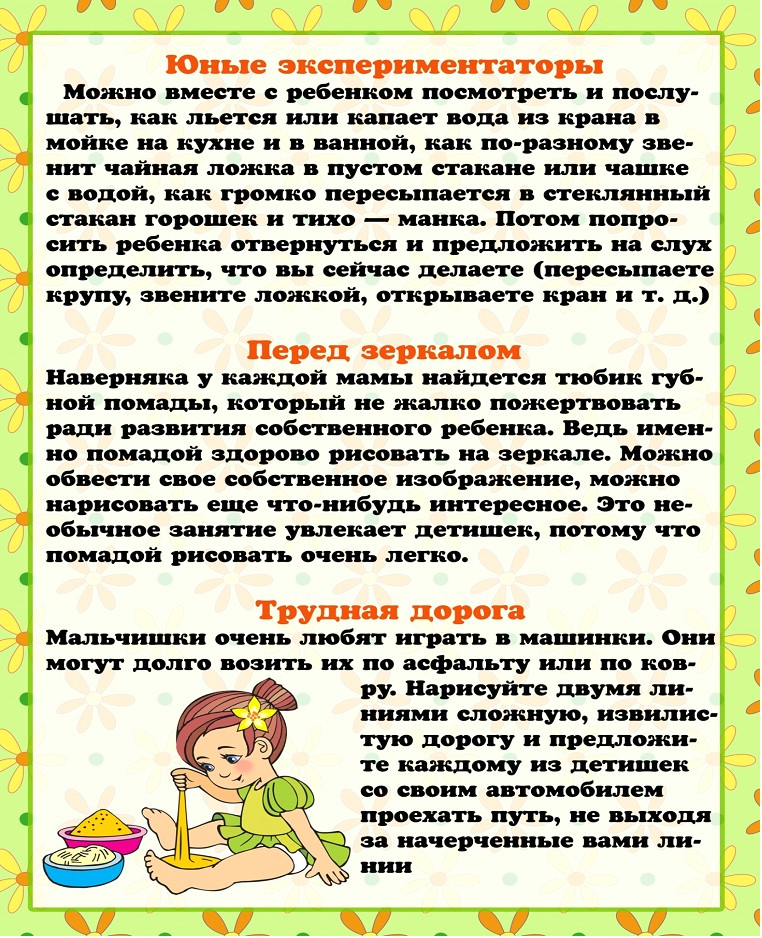 Юные экспериментаторы
Можно вместе с ребенком посмотреть и послу-
шать, как льется или капает вода из крана в
мойке на кухне и в ванной, как по-разному зве-
нит чайная ложка в пустом стакане или чашке
с водой, как громко пересыпается в стеклянный
стакан горошек и тихо — манка. Потом попро-
сить ребенка отвернуться и предложить на слух
определить, что вы сейчас делаете (пересыпаете
крупу, звените ложкой, открываете кран и т. д.)
Перед зеркалом
Наверняка у каждой мамы найдется тюбик губ-
ной помады, который не жалко пожертвовать
ради развития собственного ребенка. Ведь имен-
но помадой здорово рисовать на зеркале. Можно
обвести свое собственное изображение, можно
нарисовать еще что-нибудь интересное. Это не-
обычное занятие увлекает детишек, потому что
помадой рисовать очень легко.
Трудная дорога
Мальчишки очень любят играть в машинки. Они
могут долго возить их по асфальту или по ков-
ру. Нарисуйте двумя ли-
ниями сложную, извилис-
тую дорогу и предложи-
те каждому из детишек
со своим автомобилем
проехать путь, не выходя
за начерченные вами ли-
нии